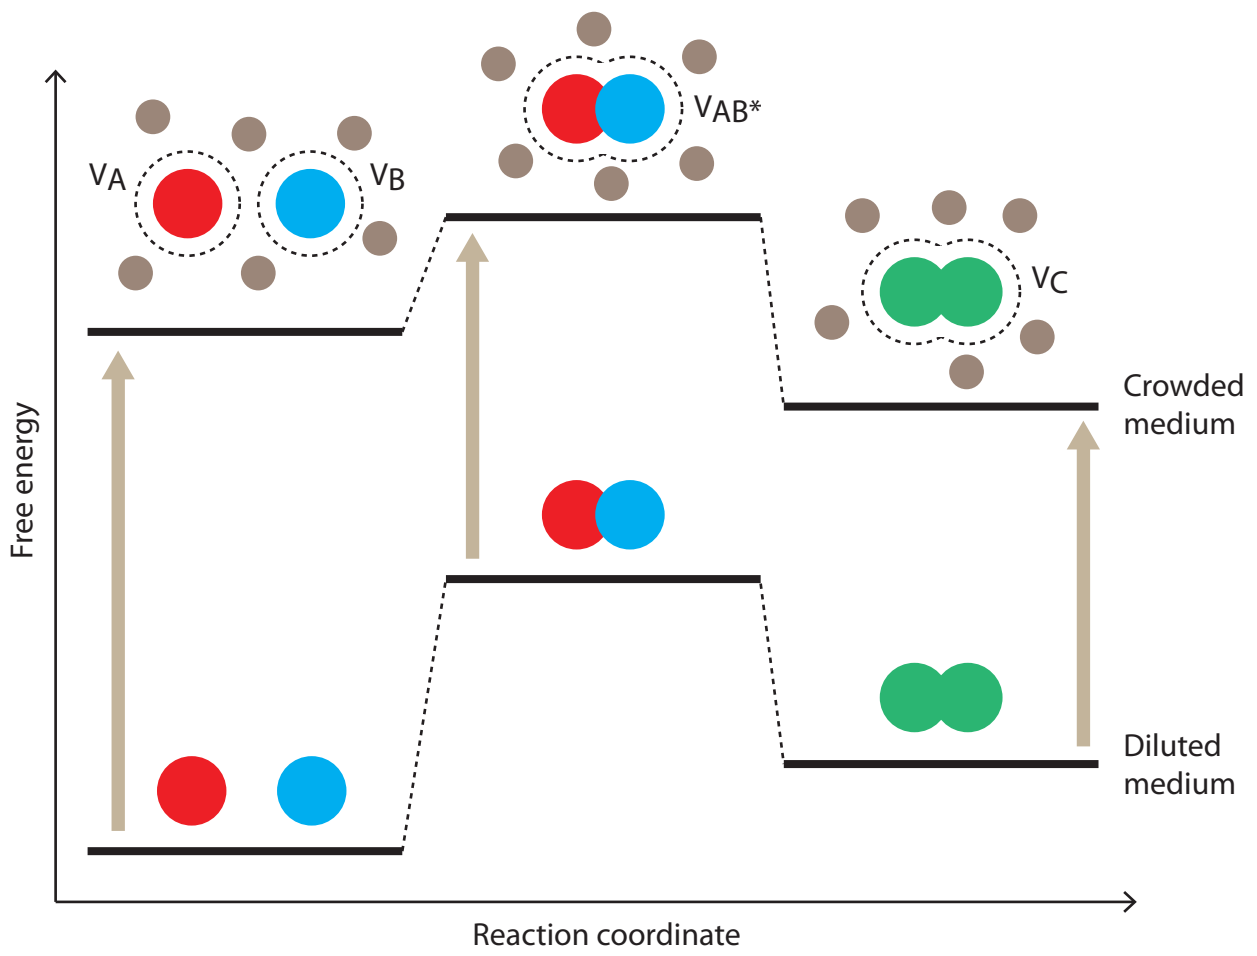 VAB*
VA
VB
VC
Crowded
medium
Free energy
Diluted
medium
Reaction coordinate